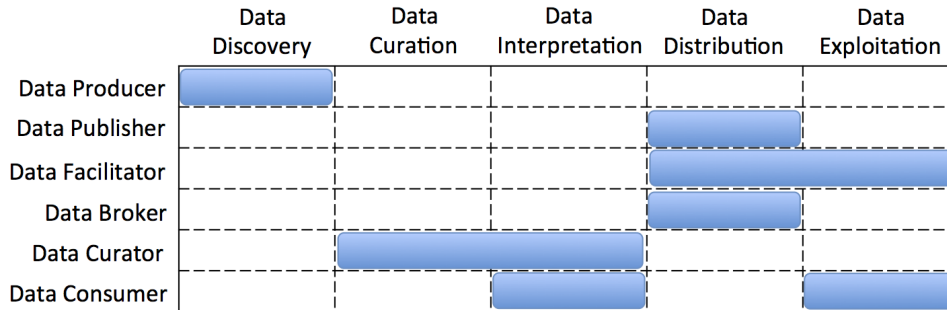 Data Data Data Data Data
Discovery Curation Interpretation Distribution Exploitation
Data Producer
Data Publisher
Data Facilitator
Data Broker
Data Curator
Data Consumer